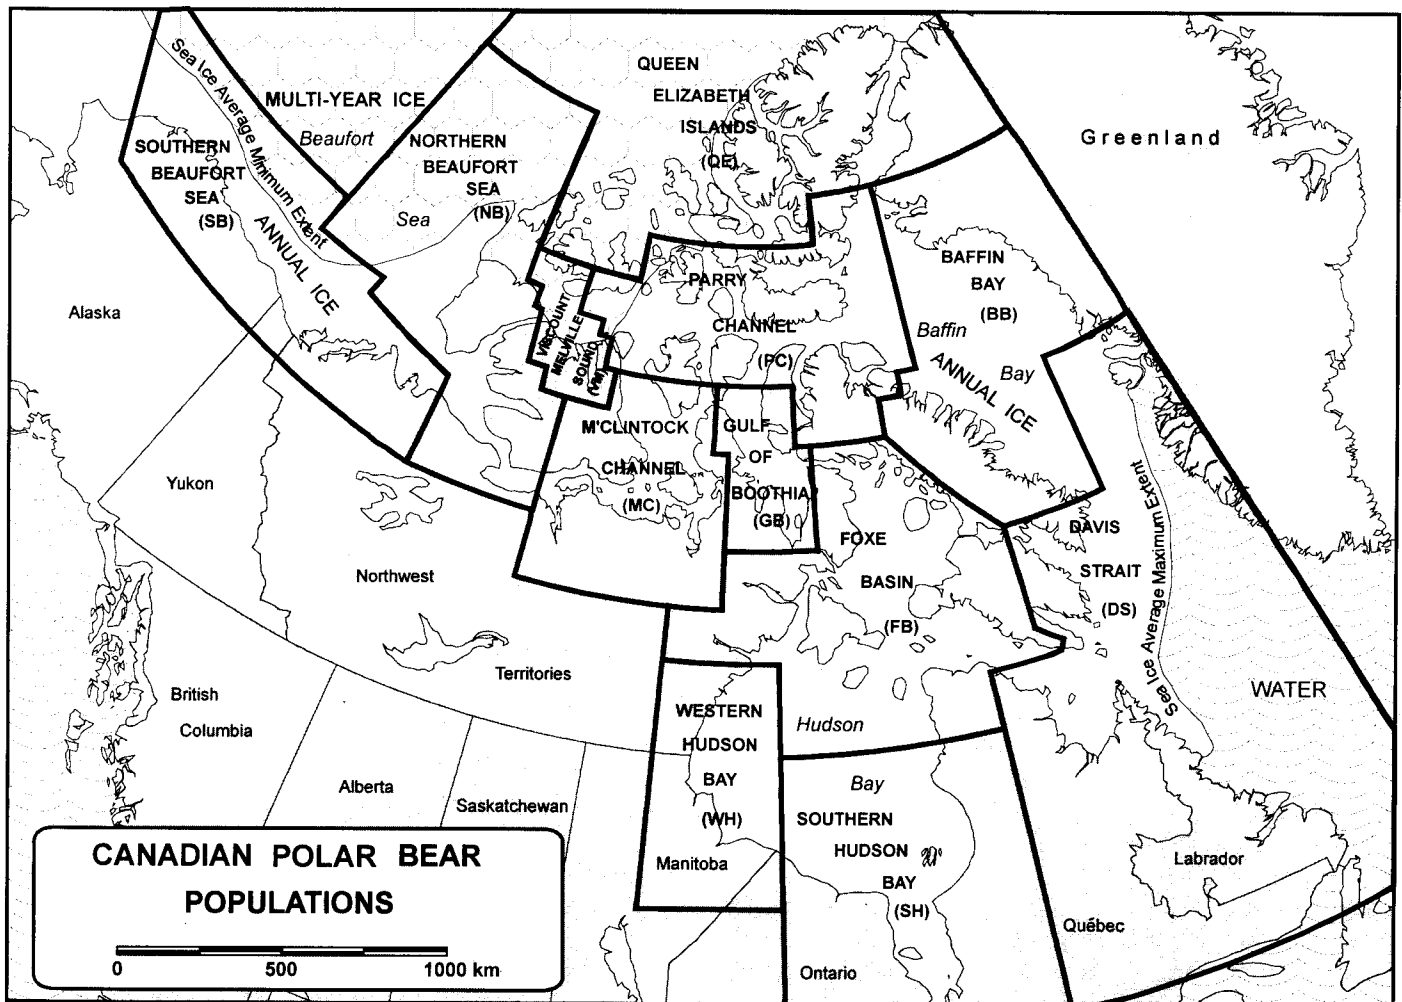 QUEEN
ELIZABETH
ISLANDS
(QE)
Sea Ice Average Minimum Extent
MULTI-YEAR ICE
Beaufort
Sea
NORTHERN
BEAUFORT
SEA
(NB)
SOUTHERN
BEAUFORT
SEA
(SB)
ANNUAL ICE
Greenland
BAFFIN
BAY
(BB)
Baffin
Bay
ANNUAL ICE
PARRY
CHANNEL
(PC)
VISCOUNT
MELVILLE
SOUND
(VM)
Alaska
M'CLINTOCK
CHANNEL
(MC)
GULF
OF
BOOTHIA
(GB)
Yukon
FOXE
BASIN
(FB)
DAVIS
STRAIT
(DS)
Sea Ice Average Maximum Extent
Northwest
Territories
WATER
British
Columbia
WESTERN
HUDSON
BAY
(WH)
Hudson
Bay
Alberta
Saskatchewan
Manitoba
SOUTHERN
HUDSON
BAY
(SH)
Labrador
Québec
Ontario
CANADIAN POLAR BEAR
POPULATIONS
0 500 1000 km